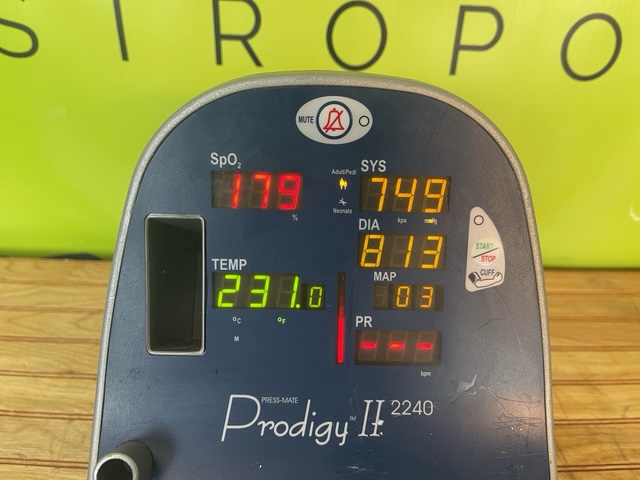 STROPO
MUTE
SpO₂
179
%
Adult/Pedi
Neonate
SYS
749
kpa mmHg
DIA
813
START
STOP
CUFF
TEMP
231.0
°C °F
M
MAP
03
PR
---
bpm
PRESS-MATE
Prodigy™ II 2240